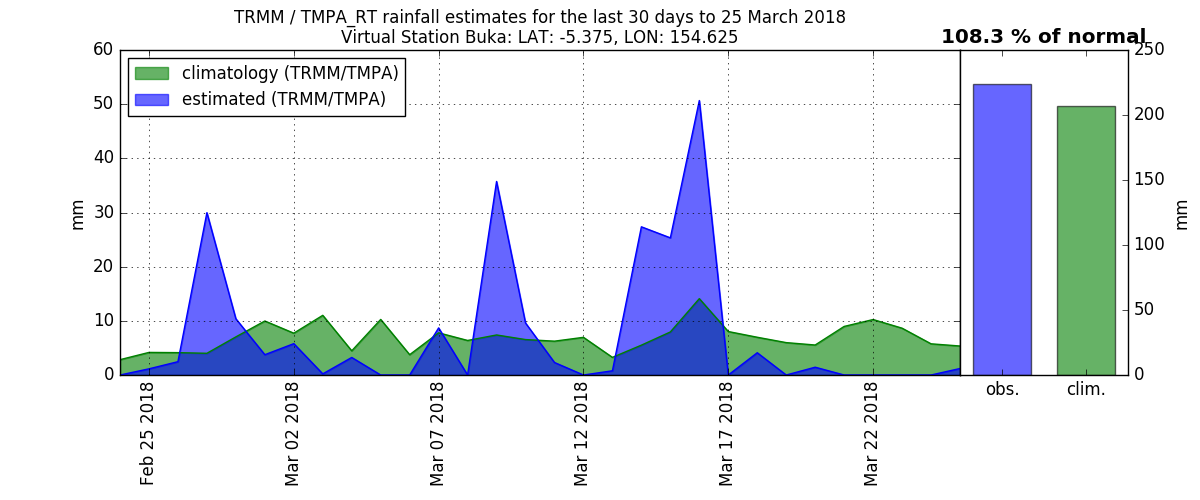 TRMM / TMPA_RT rainfall estimates for the last 30 days to 25 March 2018
Virtual Station Buka: LAT: -5.375, LON: 154.625
108.3 % of normal
climatology (TRMM/TMPA)
estimated (TRMM/TMPA)
mm
60
50
40
30
20
10
0
Feb 25 2018
Mar 02 2018
Mar 07 2018
Mar 12 2018
Mar 17 2018
Mar 22 2018
250
200
150
100
50
0
mm
obs.
clim.